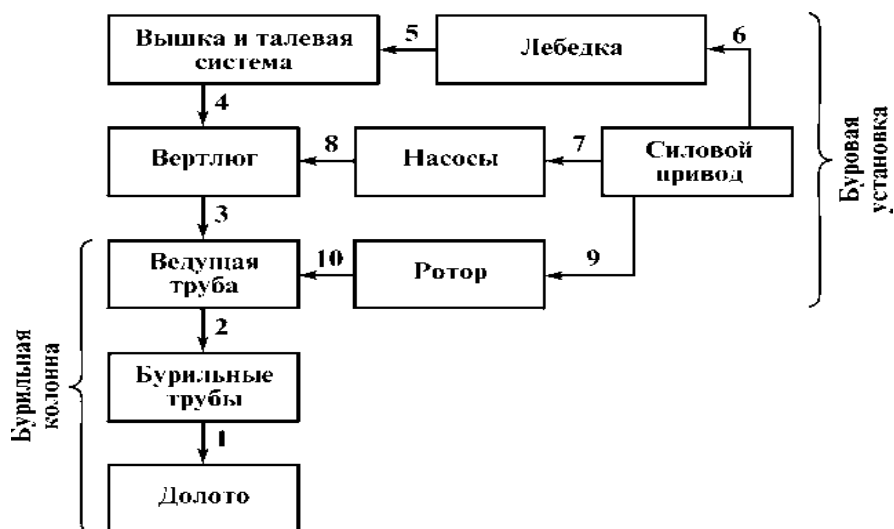 Вышка и талевая
система
5
Лебедка
6
4
Вертлюг
8
Насосы
7
Силовой
привод
3
Ведущая
труба
10
Ротор
9
2
Бурильные
трубы
1
Долото
Бурильная
колонна
Буровая
установка